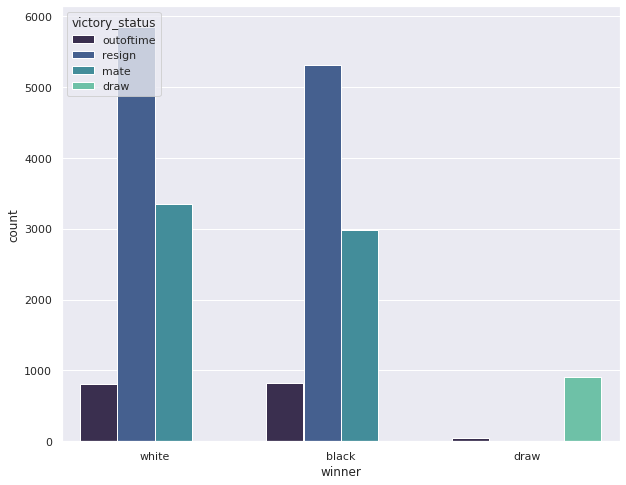 victory_status
outoftime
resign
mate
draw
6000
5000
4000
3000
2000
1000
0
count
white black draw
winner